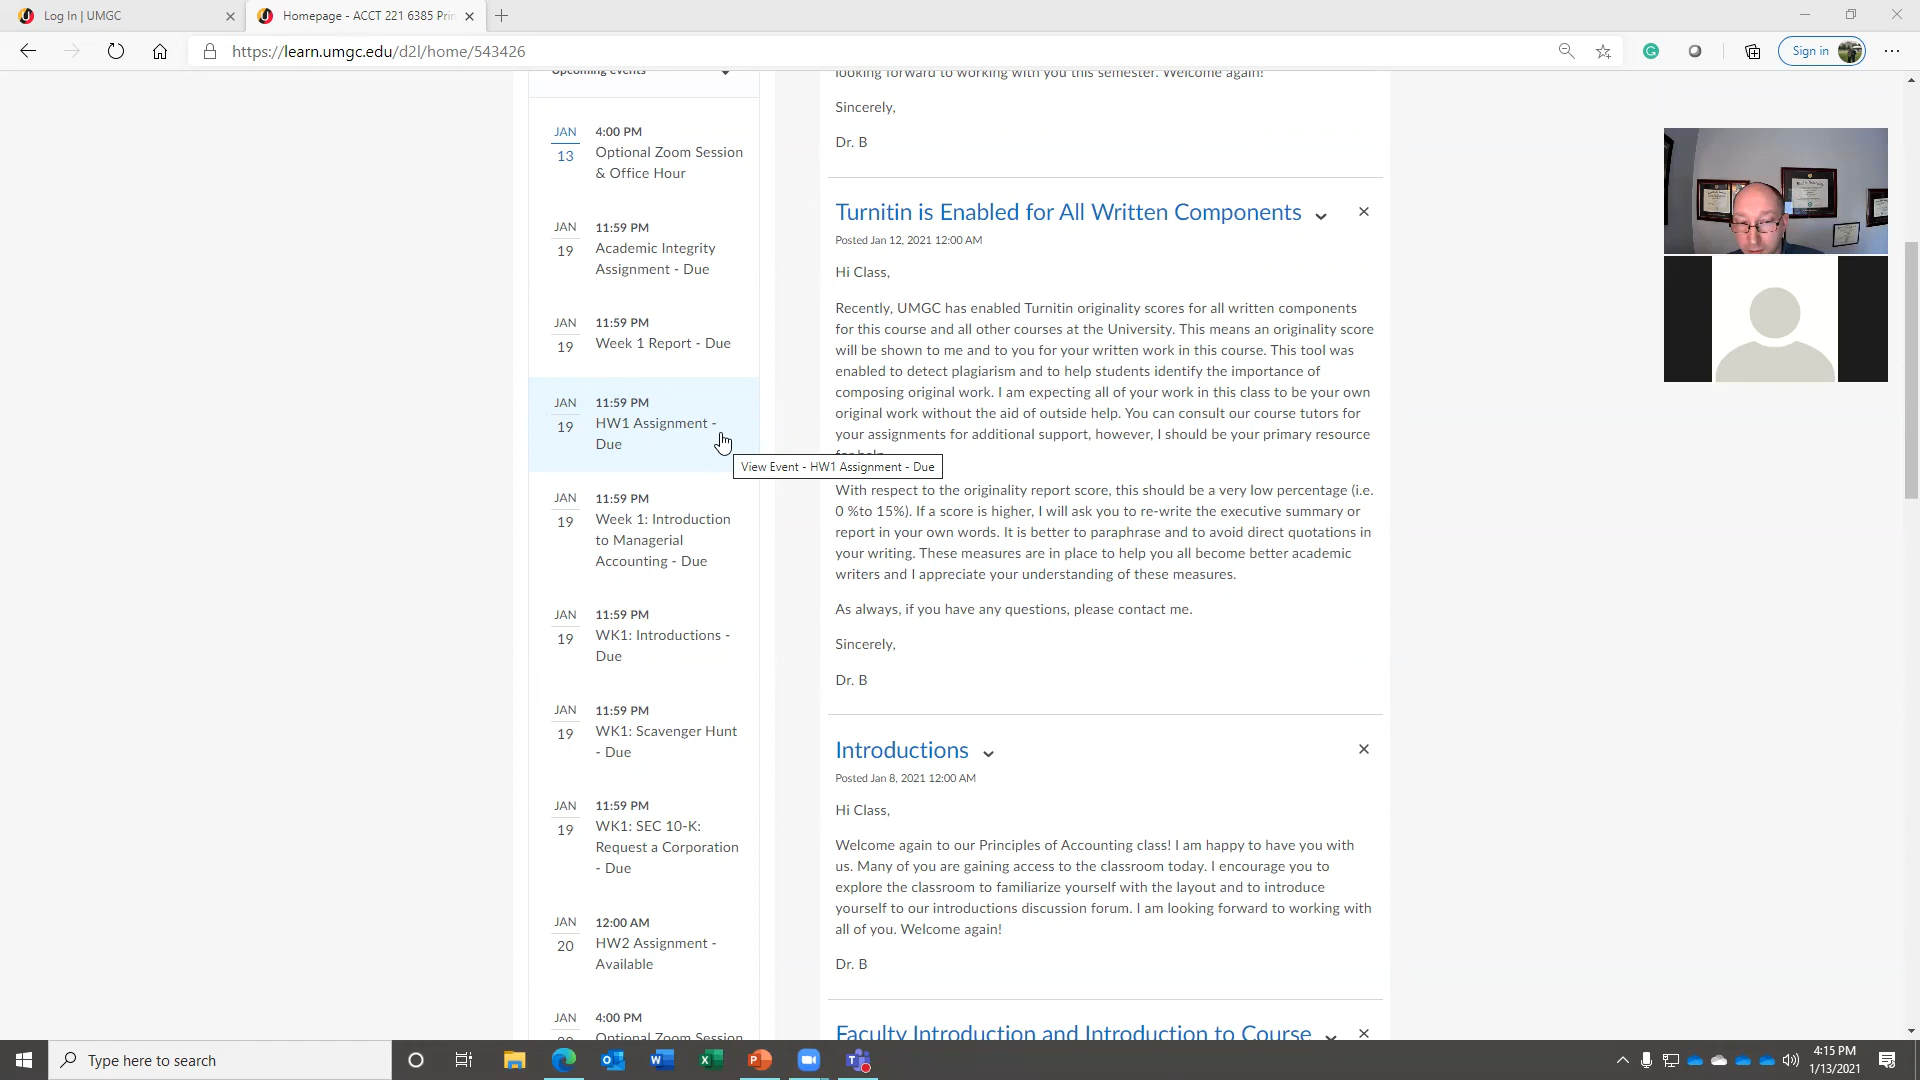 Log In | UMGC
Homepage - ACCT 221 6385 Prin
https://learn.umgc.edu/d2l/home/543426
Sign in
Upcoming events
JAN
13
4:00 PM
Optional Zoom Session
& Office Hour
JAN
19
11:59 PM
Academic Integrity
Assignment - Due
JAN
19
11:59 PM
Week 1 Report - Due
JAN
19
11:59 PM
HW1 Assignment -
Due
View Event - HW1 Assignment - Due
JAN
19
11:59 PM
Week 1: Introduction
to Managerial
Accounting - Due
JAN
19
11:59 PM
WK1: Introductions -
Due
JAN
19
11:59 PM
WK1: Scavenger Hunt
- Due
JAN
19
11:59 PM
WK1: SEC 10-K:
Request a Corporation
- Due
JAN
20
12:00 AM
HW2 Assignment -
Available
JAN
4:00 PM
Optional Zoom Session
looking forward to working with you this semester. Welcome again!
Sincerely,
Dr. B
Turnitin is Enabled for All Written Components
Posted Jan 12, 2021 12:00 AM
Hi Class,
Recently, UMGC has enabled Turnitin originality scores for all written components
for this course and all other courses at the University. This means an originality score
will be shown to me and to you for your written work in this course. This tool was
enabled to detect plagiarism and to help students identify the importance of
composing original work. I am expecting all of your work in this class to be your own
original work without the aid of outside help. You can consult our course tutors for
your assignments for additional support, however, I should be your primary resource
for help.
With respect to the originality report score, this should be a very low percentage (i.e.
0 %to 15%). If a score is higher, I will ask you to re-write the executive summary or
report in your own words. It is better to paraphrase and to avoid direct quotations in
your writing. These measures are in place to help you all become better academic
writers and I appreciate your understanding of these measures.
As always, if you have any questions, please contact me.
Sincerely,
Dr. B
Introductions
Posted Jan 8, 2021 12:00 AM
Hi Class,
Welcome again to our Principles of Accounting class! I am happy to have you with
us. Many of you are gaining access to the classroom today. I encourage you to
explore the classroom to familiarize yourself with the layout and to introduce
yourself to our introductions discussion forum. I am looking forward to working with
all of you. Welcome again!
Dr. B
Faculty Introduction and Introduction to Course
Type here to search
4:15 PM
1/13/2021